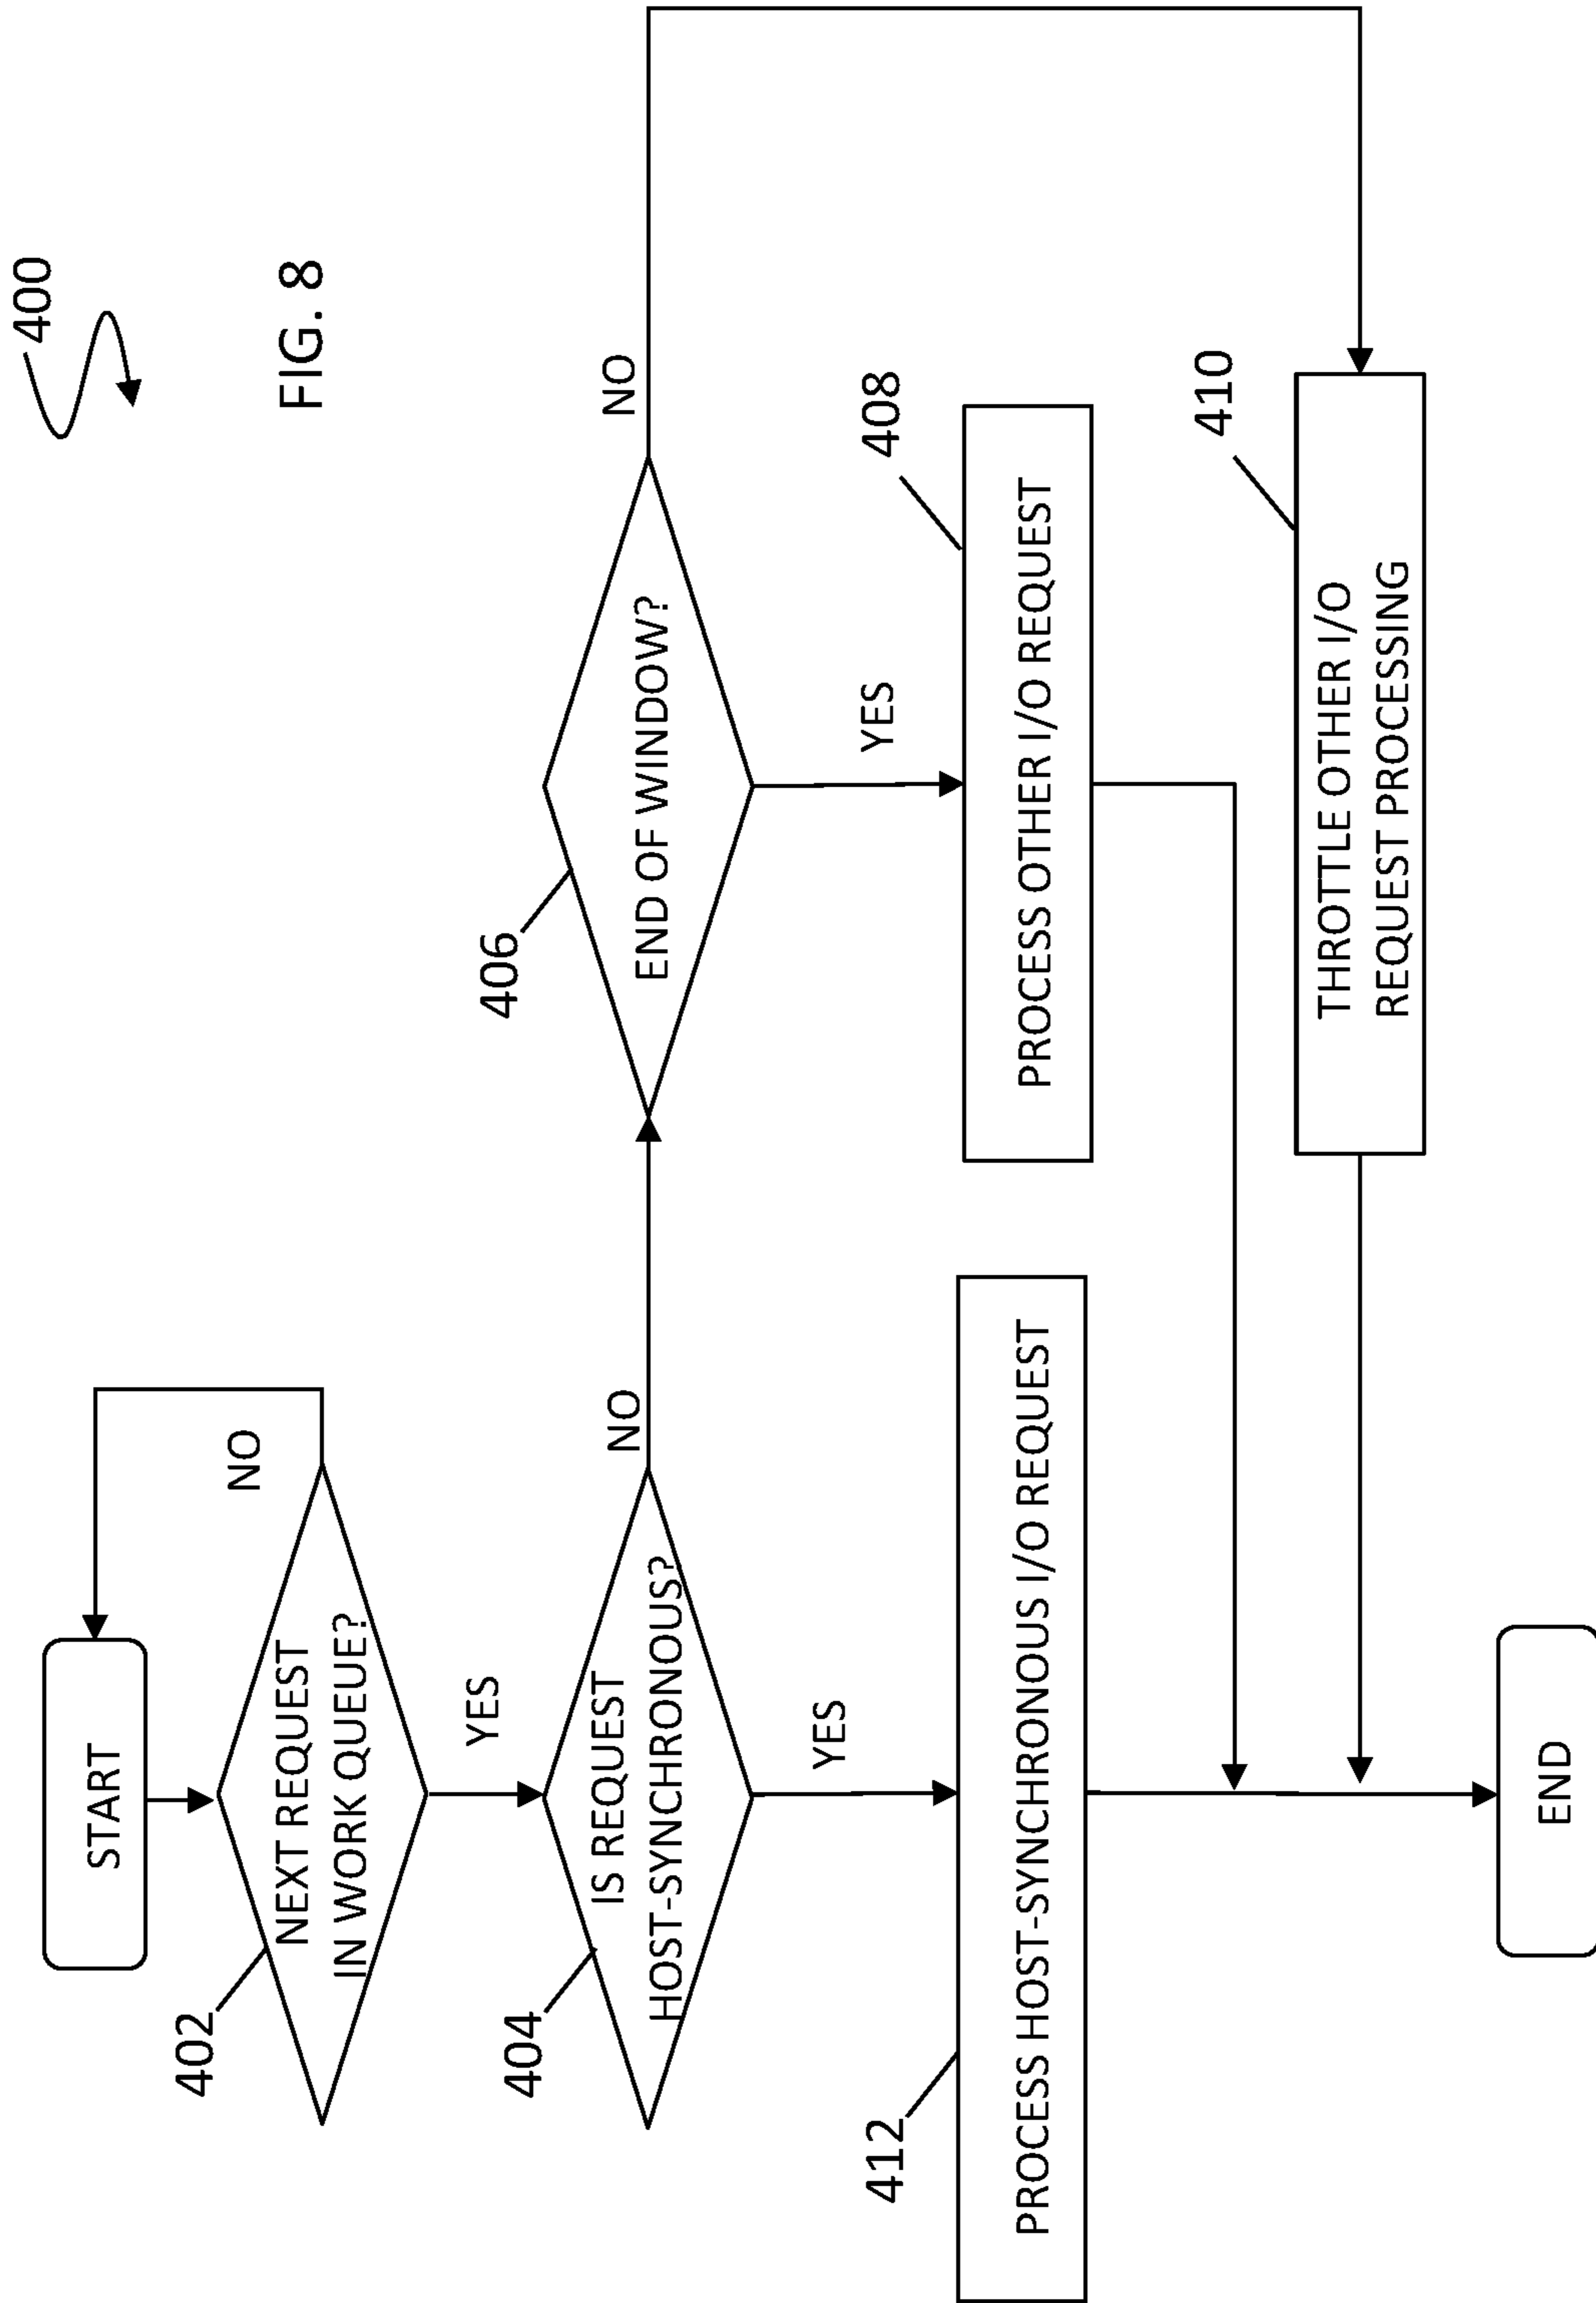 400
FIG. 8
START
402
NEXT REQUEST
IN WORK QUEUE?
NO
YES
404
IS REQUEST
HOST-SYNCHRONOUS?
NO
406
END OF WINDOW?
NO
YES
YES
412
PROCESS HOST-SYNCHRONOUS I/O REQUEST
408
PROCESS OTHER I/O REQUEST
410
THROTTLE OTHER I/O
REQUEST PROCESSING
END